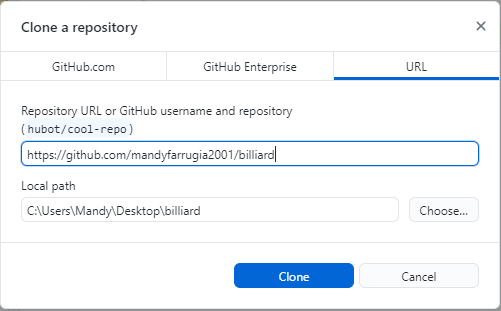 Clone a repository
GitHub.com
GitHub Enterprise
URL
Repository URL or GitHub username and repository
(hubot/cool-repo)
https://github.com/mandyfarrugia2001/billiard
Local path
C:\Users\Mandy\Desktop\billiard
Choose...
Clone
Cancel